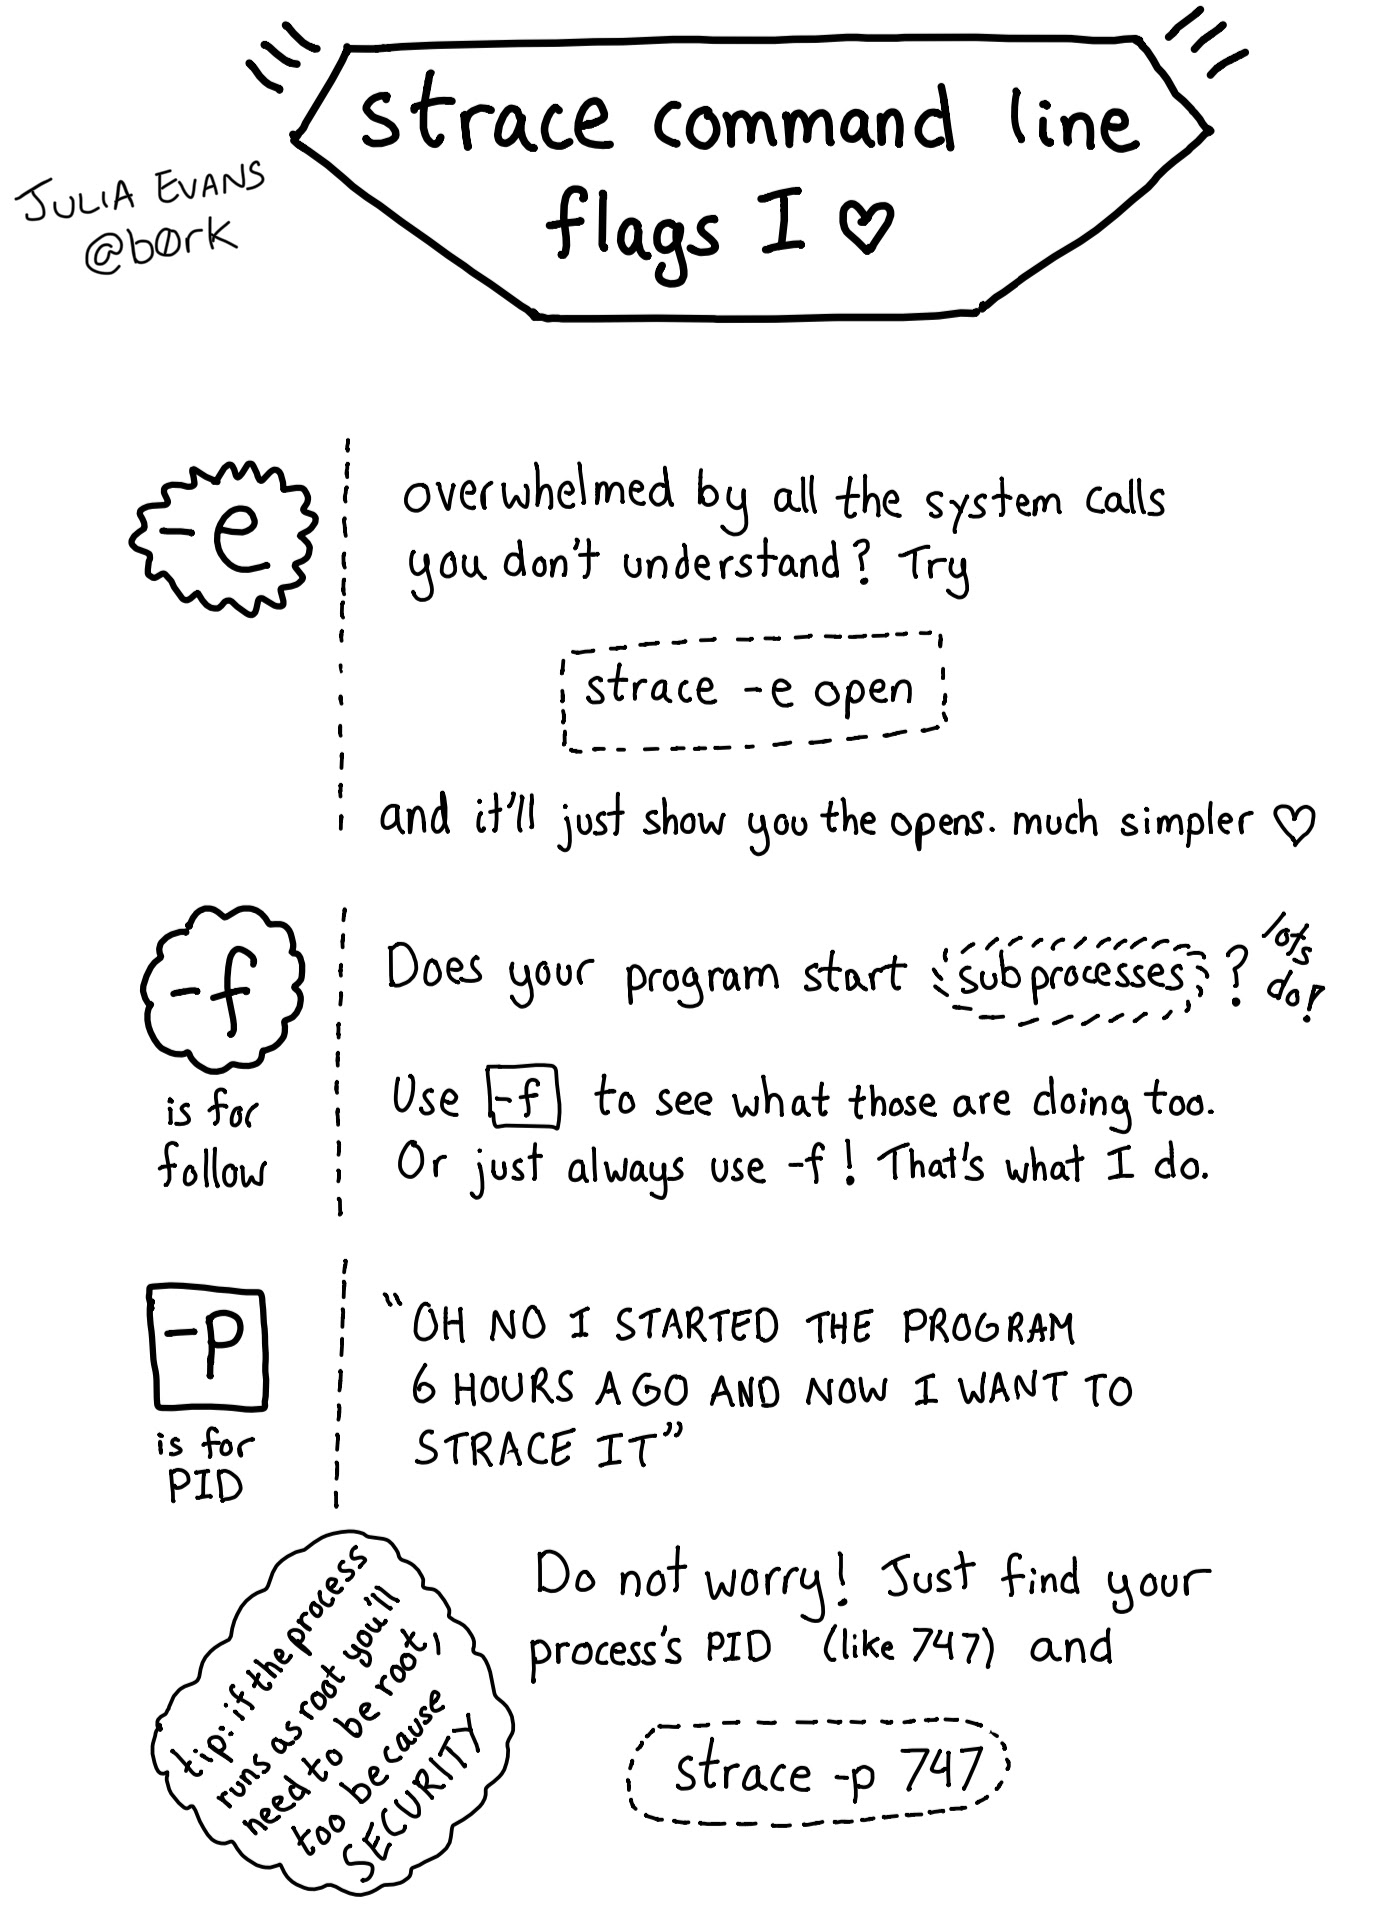 strace command line
flags I ♡
JULIA EVANS
@b0rk
-e
overwhelmed by all the system calls
you don't understand? Try
strace -e open
and it'll just show you the opens. much simpler ♡
-f
is for
follow
Does your program start subprocesses?
lots
do!
Use -f to see what those are doing too.
Or just always use -f! That's what I do.
-p
is for
PID
"OH NO I STARTED THE PROGRAM
6 HOURS AGO AND NOW I WANT TO
STRACE IT"
tip: if the process
runs as root you'll
need to be root,
too because
SECURITY
Do not worry! Just find your
process's PID (like 747) and
strace -p 747